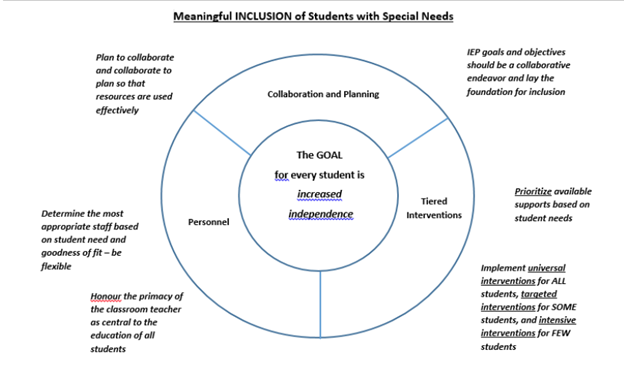 Meaningful INCLUSION of Students with Special Needs
Plan to collaborate
and collaborate to
plan so that
resources are used
effectively
IEP goals and objectives
should be a collaborative
endeavor and lay the
foundation for inclusion
Collaboration and Planning
The GOAL
for every student is
increased
independence
Personnel
Tiered
Interventions
Prioritize available
supports based on
student needs
Determine the most
appropriate staff based
on student need and
goodness of fit – be
flexible
Implement universal
interventions for ALL
students, targeted
interventions for SOME
students, and intensive
interventions for FEW
students
Honour the primacy of
the classroom teacher
as central to the
education of all
students